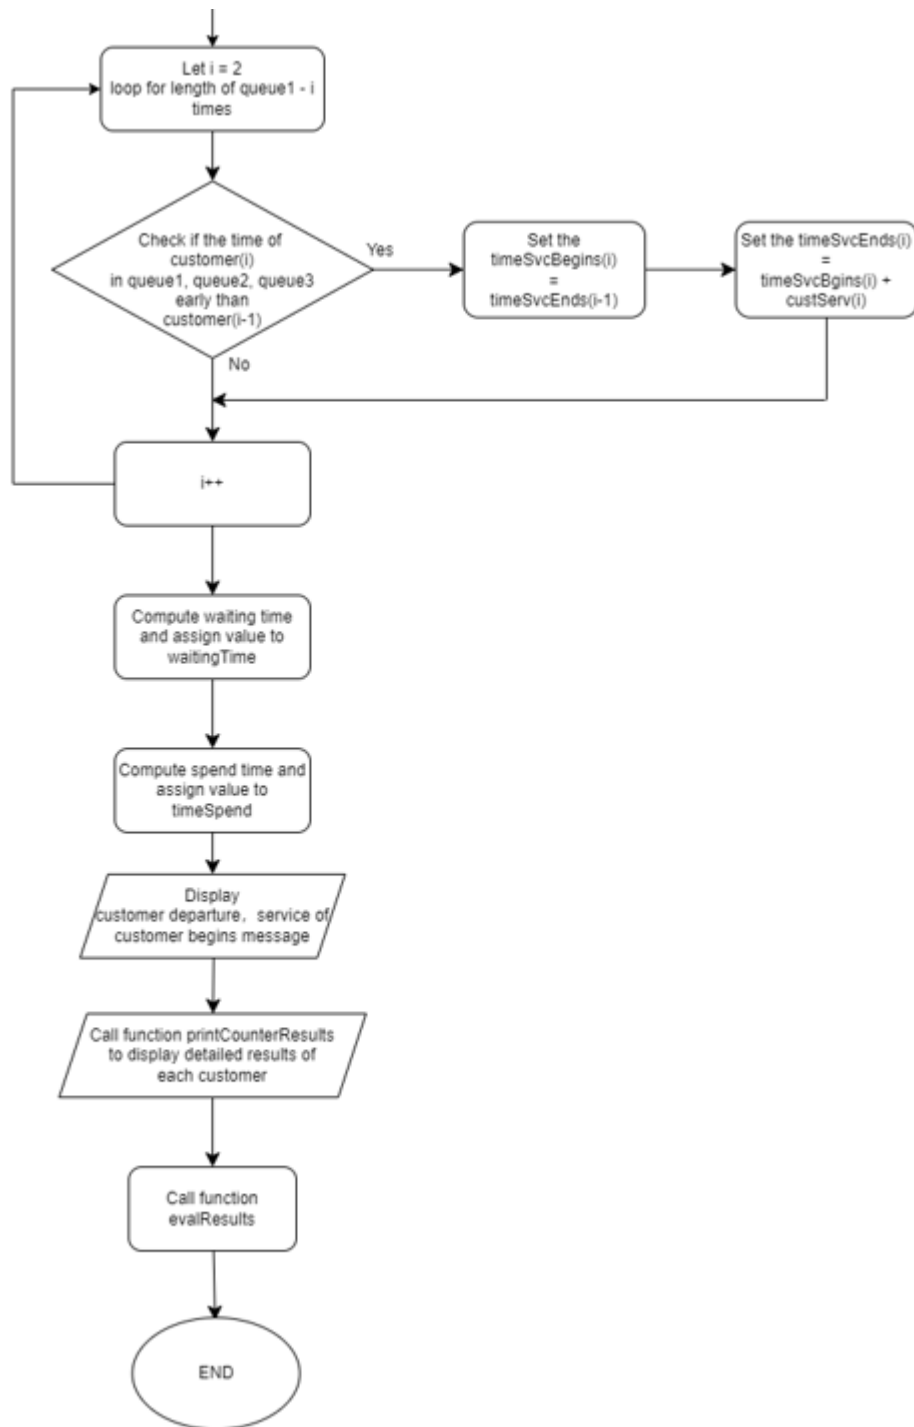 Let i = 2
loop for length of queue1 - i
times
Check if the time of
customer(i)
in queue1, queue2, queue3
early than
customer(i-1)
Yes
Set the
timeSvcBegins(i)
=
timeSvcEnds(i-1)
Set the timeSvcEnds(i)
=
timeSvcBgins(i) +
custServ(i)
No
i++
Compute waiting time
and assign value to
waitingTime
Compute spend time and
assign value to
timeSpend
Display
customer departure，service of
customer begins message
Call function printCounterResults
to display detailed results of
each customer
Call function
evalResults
END